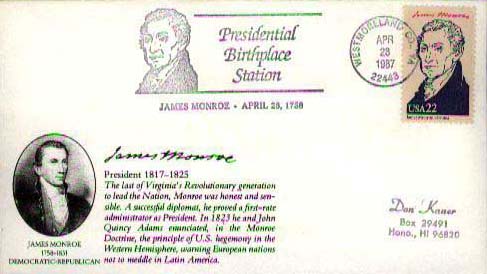 Presidential
Birthplace
Station
JAMES MONROE • APRIL 28, 1758
WESTMORELAND CO., VA
APR
28
1987
22443
James Monroe
USA22
James Monroe
President 1817–1825
The last of Virginia's Revolutionary generation
to lead the Nation, Monroe was honest and sen-
sible. A successful diplomat, he proved a first-rate
administrator as President. In 1823 he and John
Quincy Adams enunciated, in the Monroe
Doctrine, the principle of U.S. hegemony in the
Western Hemisphere, warning European nations
not to meddle in Latin America.
JAMES MONROE
1758-1831
DEMOCRATIC-REPUBLICAN
Don Kaner
Box 29491
Hono., HI 96820